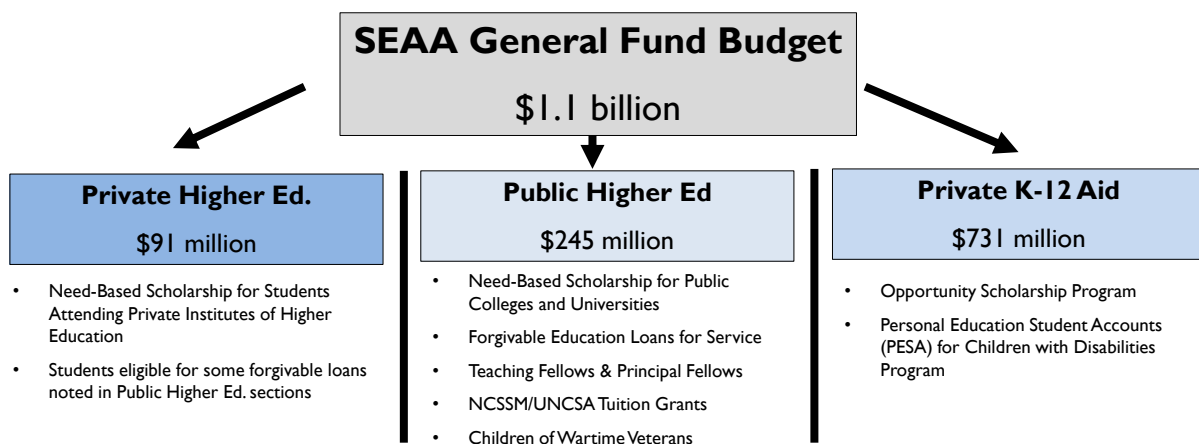 SEAA General Fund Budget
$1.1 billion
Private Higher Ed.
$91 million
• Need-Based Scholarship for Students
Attending Private Institutes of Higher
Education
• Students eligible for some forgivable loans
noted in Public Higher Ed. sections
Public Higher Ed
$245 million
• Need-Based Scholarship for Public
Colleges and Universities
• Forgivable Education Loans for Service
• Teaching Fellows & Principal Fellows
• NCSSM/UNCSA Tuition Grants
• Children of Wartime Veterans
Private K-12 Aid
$731 million
• Opportunity Scholarship Program
• Personal Education Student Accounts
(PESA) for Children with Disabilities
Program